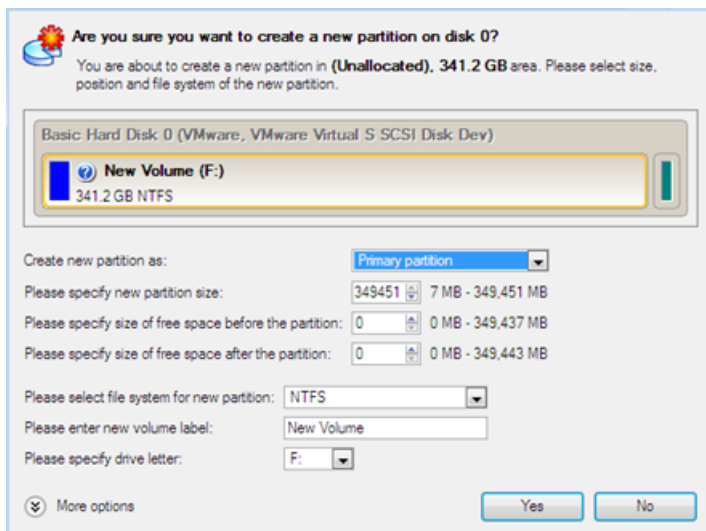 Are you sure you want to create a new partition on disk 0?
You are about to create a new partition in (Unallocated), 341.2 GB area. Please select size,
position and file system of the new partition.
Basic Hard Disk 0 (VMware, VMware Virtual S SCSI Disk Dev)
New Volume (F:)
341.2 GB NTFS
Create new partition as: Primary partition
Please specify new partition size: 349451 7 MB - 349,451 MB
Please specify size of free space before the partition: 0 0 MB - 349,437 MB
Please specify size of free space after the partition: 0 0 MB - 349,443 MB
Please select file system for new partition: NTFS
Please enter new volume label: New Volume
Please specify drive letter: F:
More options Yes No